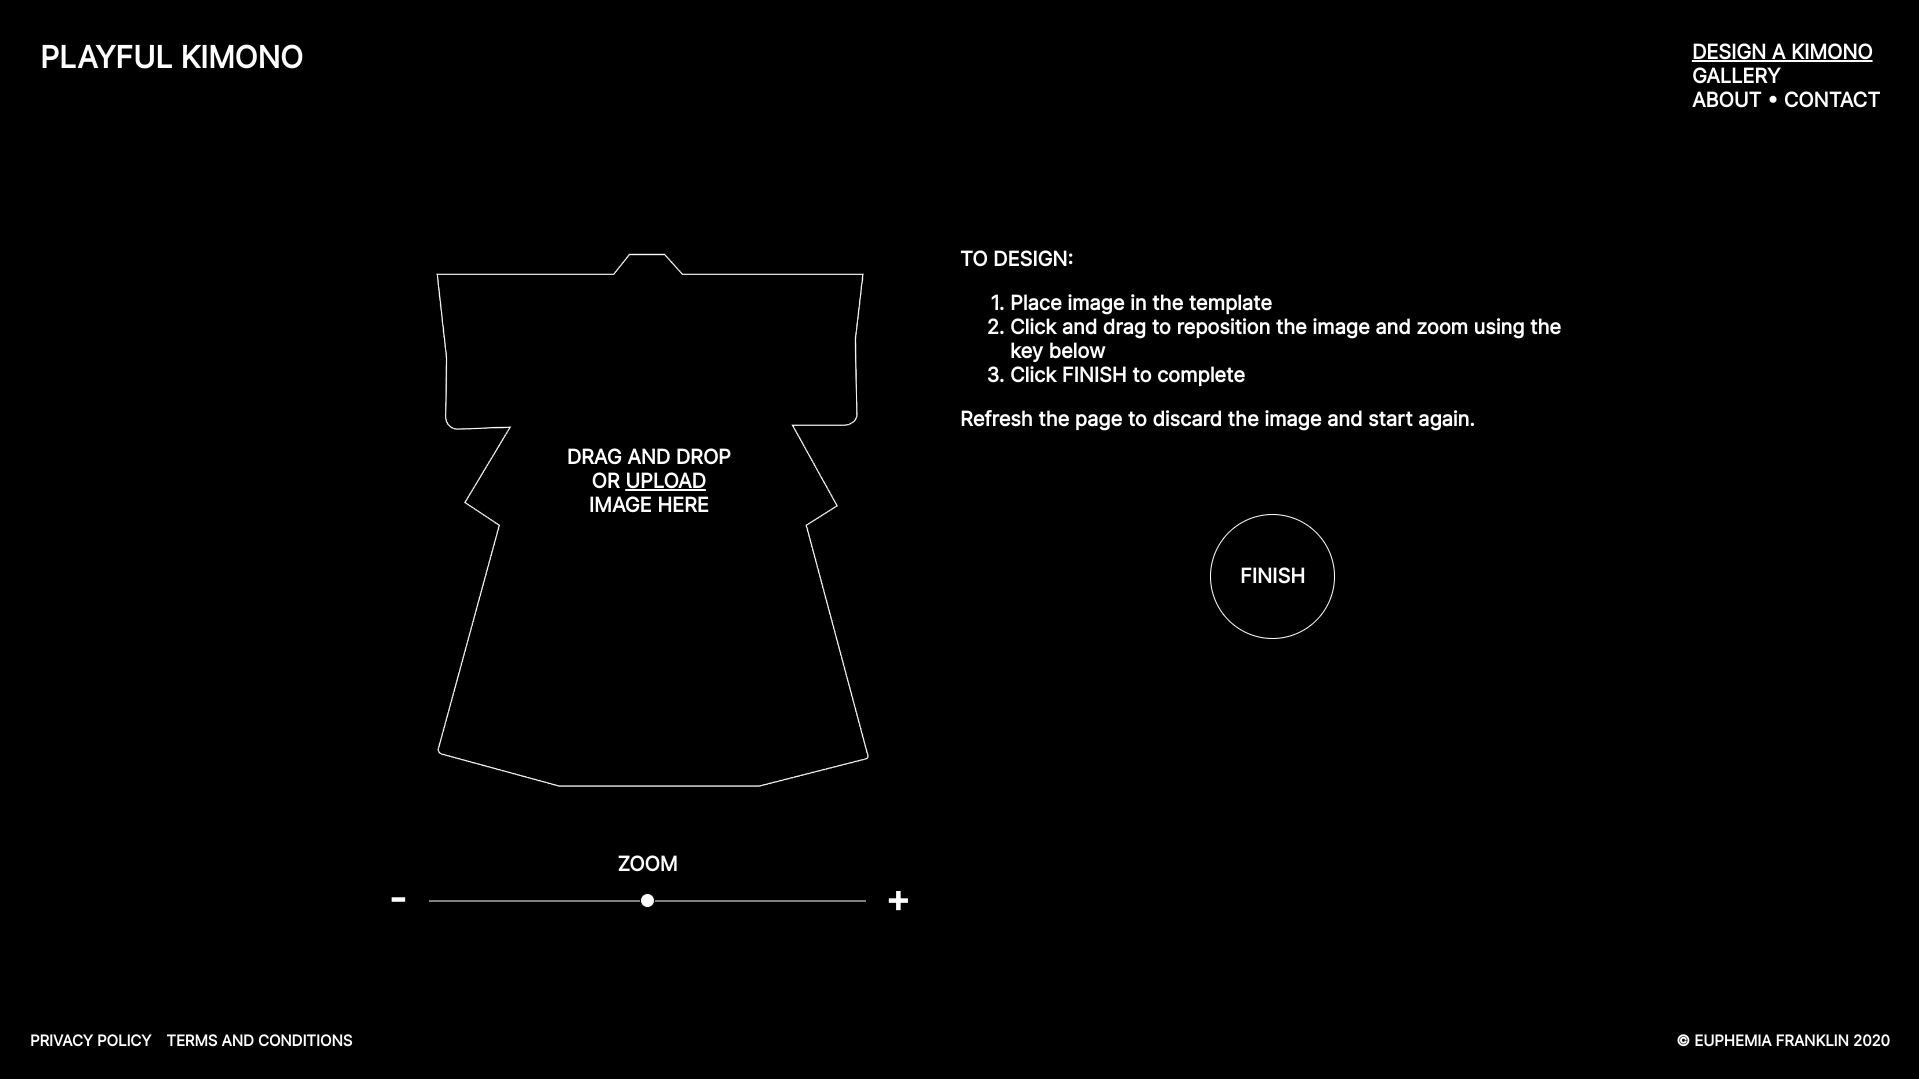 PLAYFUL KIMONO
DESIGN A KIMONO
GALLERY
ABOUT • CONTACT
TO DESIGN:
1. Place image in the template
2. Click and drag to reposition the image and zoom using the
key below
3. Click FINISH to complete
Refresh the page to discard the image and start again.
DRAG AND DROP
OR UPLOAD
IMAGE HERE
FINISH
ZOOM
- +
PRIVACY POLICY TERMS AND CONDITIONS
© EUPHEMIA FRANKLIN 2020